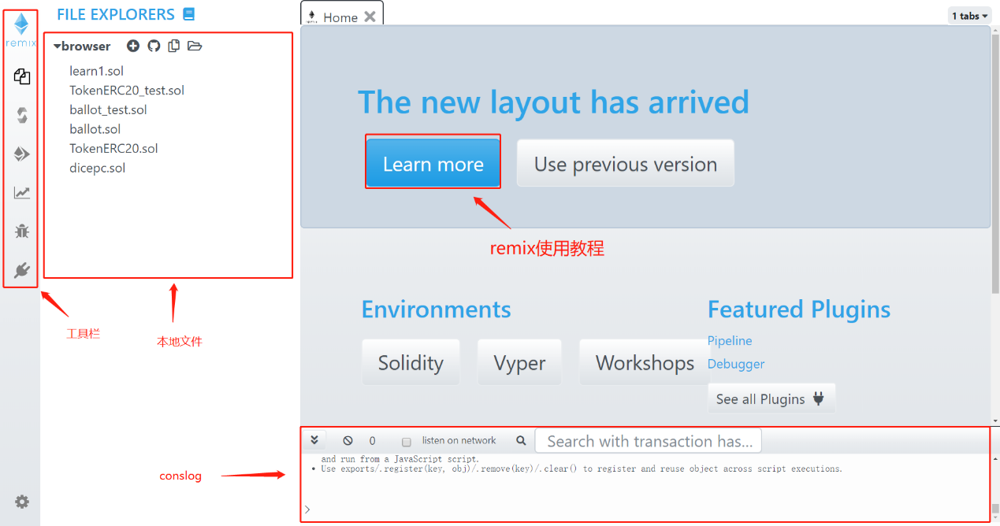 remix
FILE EXPLORERS
browser
learn1.sol
TokenERC20_test.sol
ballot_test.sol
ballot.sol
TokenERC20.sol
dicepc.sol
工具栏
本地文件
Home
1 tabs
The new layout has arrived
Learn more
Use previous version
remix使用教程
Environments
Solidity
Vyper
Workshops
Featured Plugins
Pipeline
Debugger
See all Plugins
conslog
0
listen on network
Search with transaction has...
and run from a JavaScript script.
• Use exports/.register(key, obj)/.remove(key)/.clear() to register and reuse object across script executions.
>